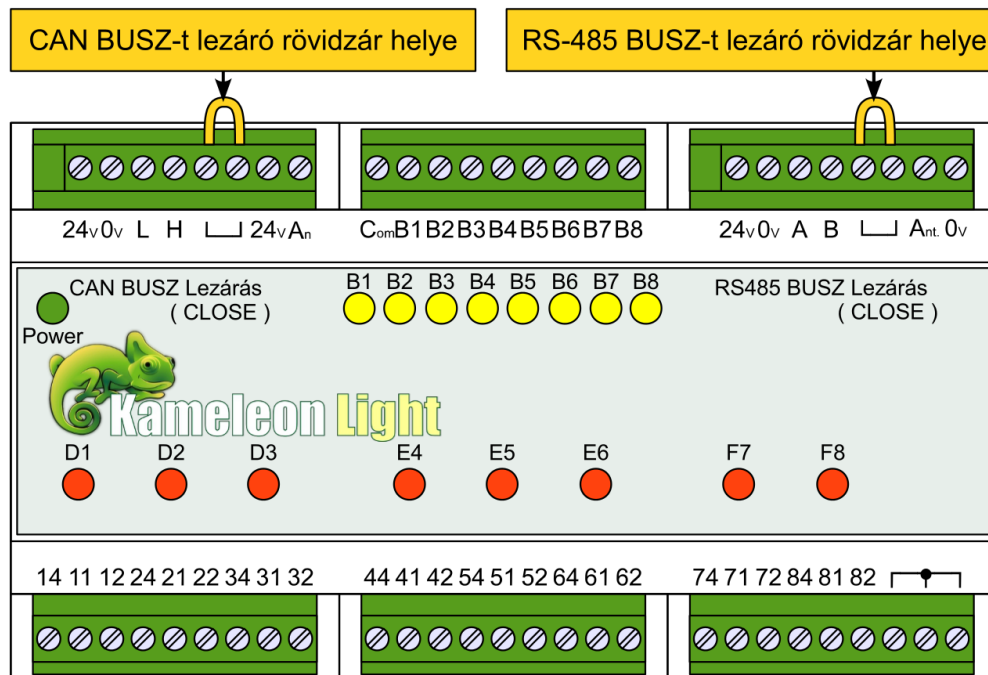 CAN BUSZ-t lezáró rövidzár helye
RS-485 BUSZ-t lezáró rövidzár helye
24V 0V L H 24V An
Com B1 B2 B3 B4 B5 B6 B7 B8
24V 0V A B Ant. 0V
CAN BUSZ Lezárás
( CLOSE )
Power
B1 B2 B3 B4 B5 B6 B7 B8
RS485 BUSZ Lezárás
( CLOSE )
Kameleon Light
D1 D2 D3 E4 E5 E6 F7 F8
14 11 12 24 21 22 34 31 32
44 41 42 54 51 52 64 61 62
74 71 72 84 81 82